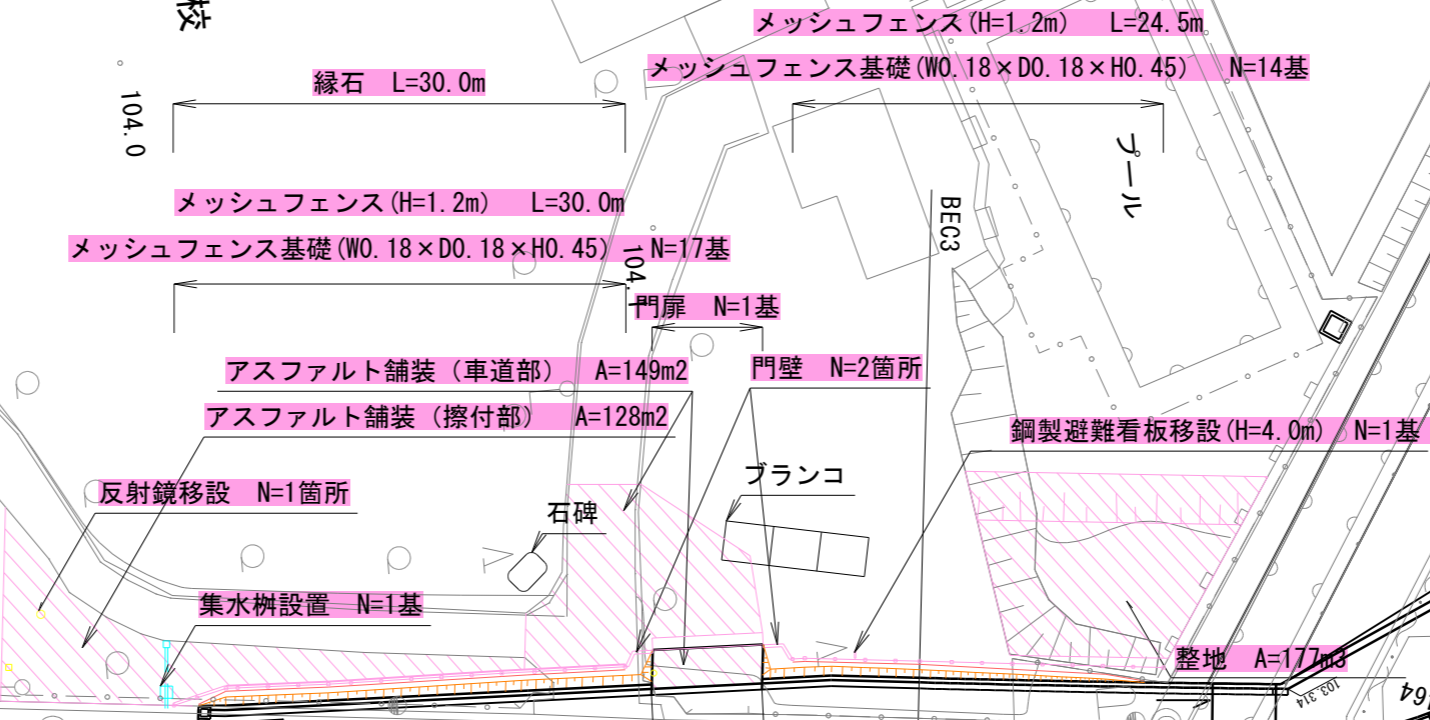 校
メッシュフェンス(H=1.2m) L=24.5m
メッシュフェンス基礎(W0.18×D0.18×H0.45) N=14基
縁石 L=30.0m
104.0
プール
メッシュフェンス(H=1.2m) L=30.0m
BEC3
メッシュフェンス基礎(W0.18×D0.18×H0.45) N=17基
門扉 N=1基
アスファルト舗装（車道部） A=149m2
門壁 N=2箇所
アスファルト舗装（擦付部） A=128m2
鋼製避難看板移設(H=4.0m) N=1基
反射鏡移設 N=1箇所
ブランコ
石碑
集水桝設置 N=1基
整地 A=177m3
103.314